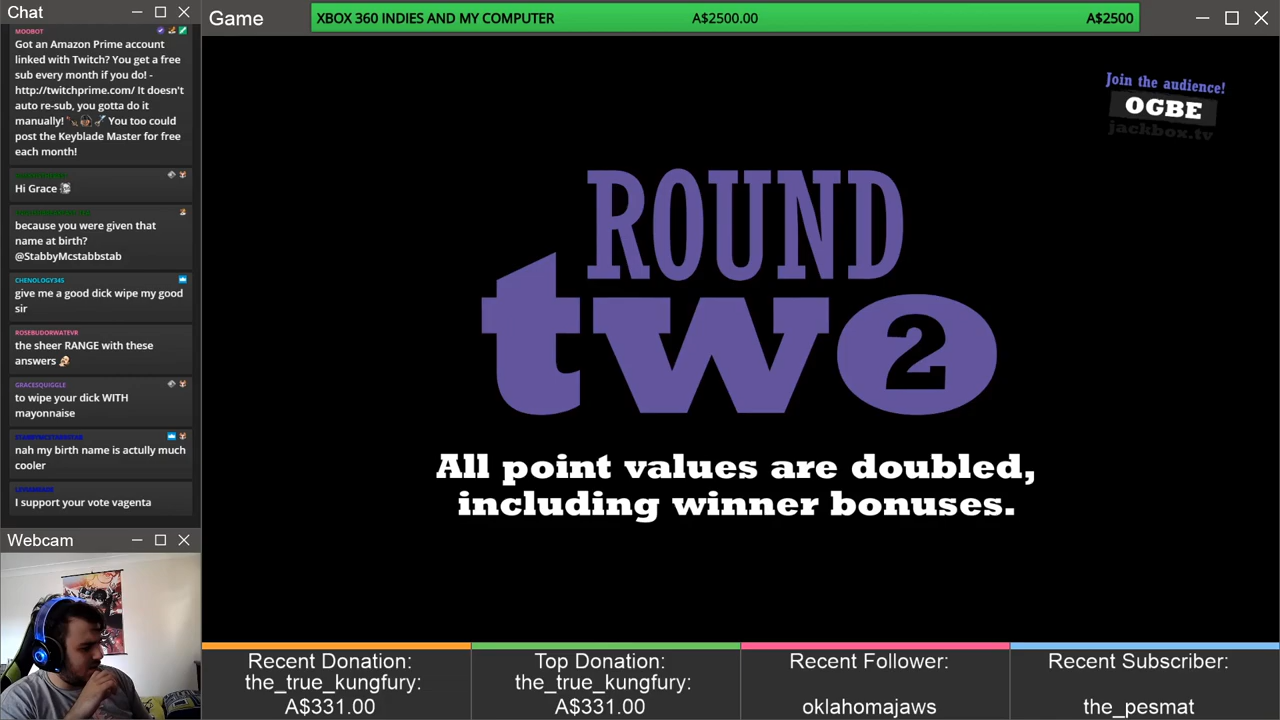 Chat
MOOBOT
Got an Amazon Prime account
linked with Twitch? You get a free
sub every month if you do! -
http://twitchprime.com/ It doesn't
auto re-sub, you gotta do it
manually!
You too could
post the Keyblade Master for free
each month!
Hi Grace
because you were given that
name at birth?
@StabbyMcstabbstab
CHENOLOGY345
give me a good dick wipe my good
sir
ROSEBUDORWATEVR
the sheer RANGE with these
answers
GRACESQUIGGLE
to wipe your dick WITH
mayonnaise
STABBYMCSTABBSTAB
nah my birth name is actully much
cooler
I support your vote vagenta
Webcam
Game
XBOX 360 INDIES AND MY COMPUTER
A$2500.00
A$2500
Join the audience!
OGBE
jackbox.tv
ROUND
two
2
All point values are doubled,
including winner bonuses.
Recent Donation:
the_true_kungfury:
A$331.00
Top Donation:
the_true_kungfury:
A$331.00
Recent Follower:
oklahomajaws
Recent Subscriber:
the_pesmat